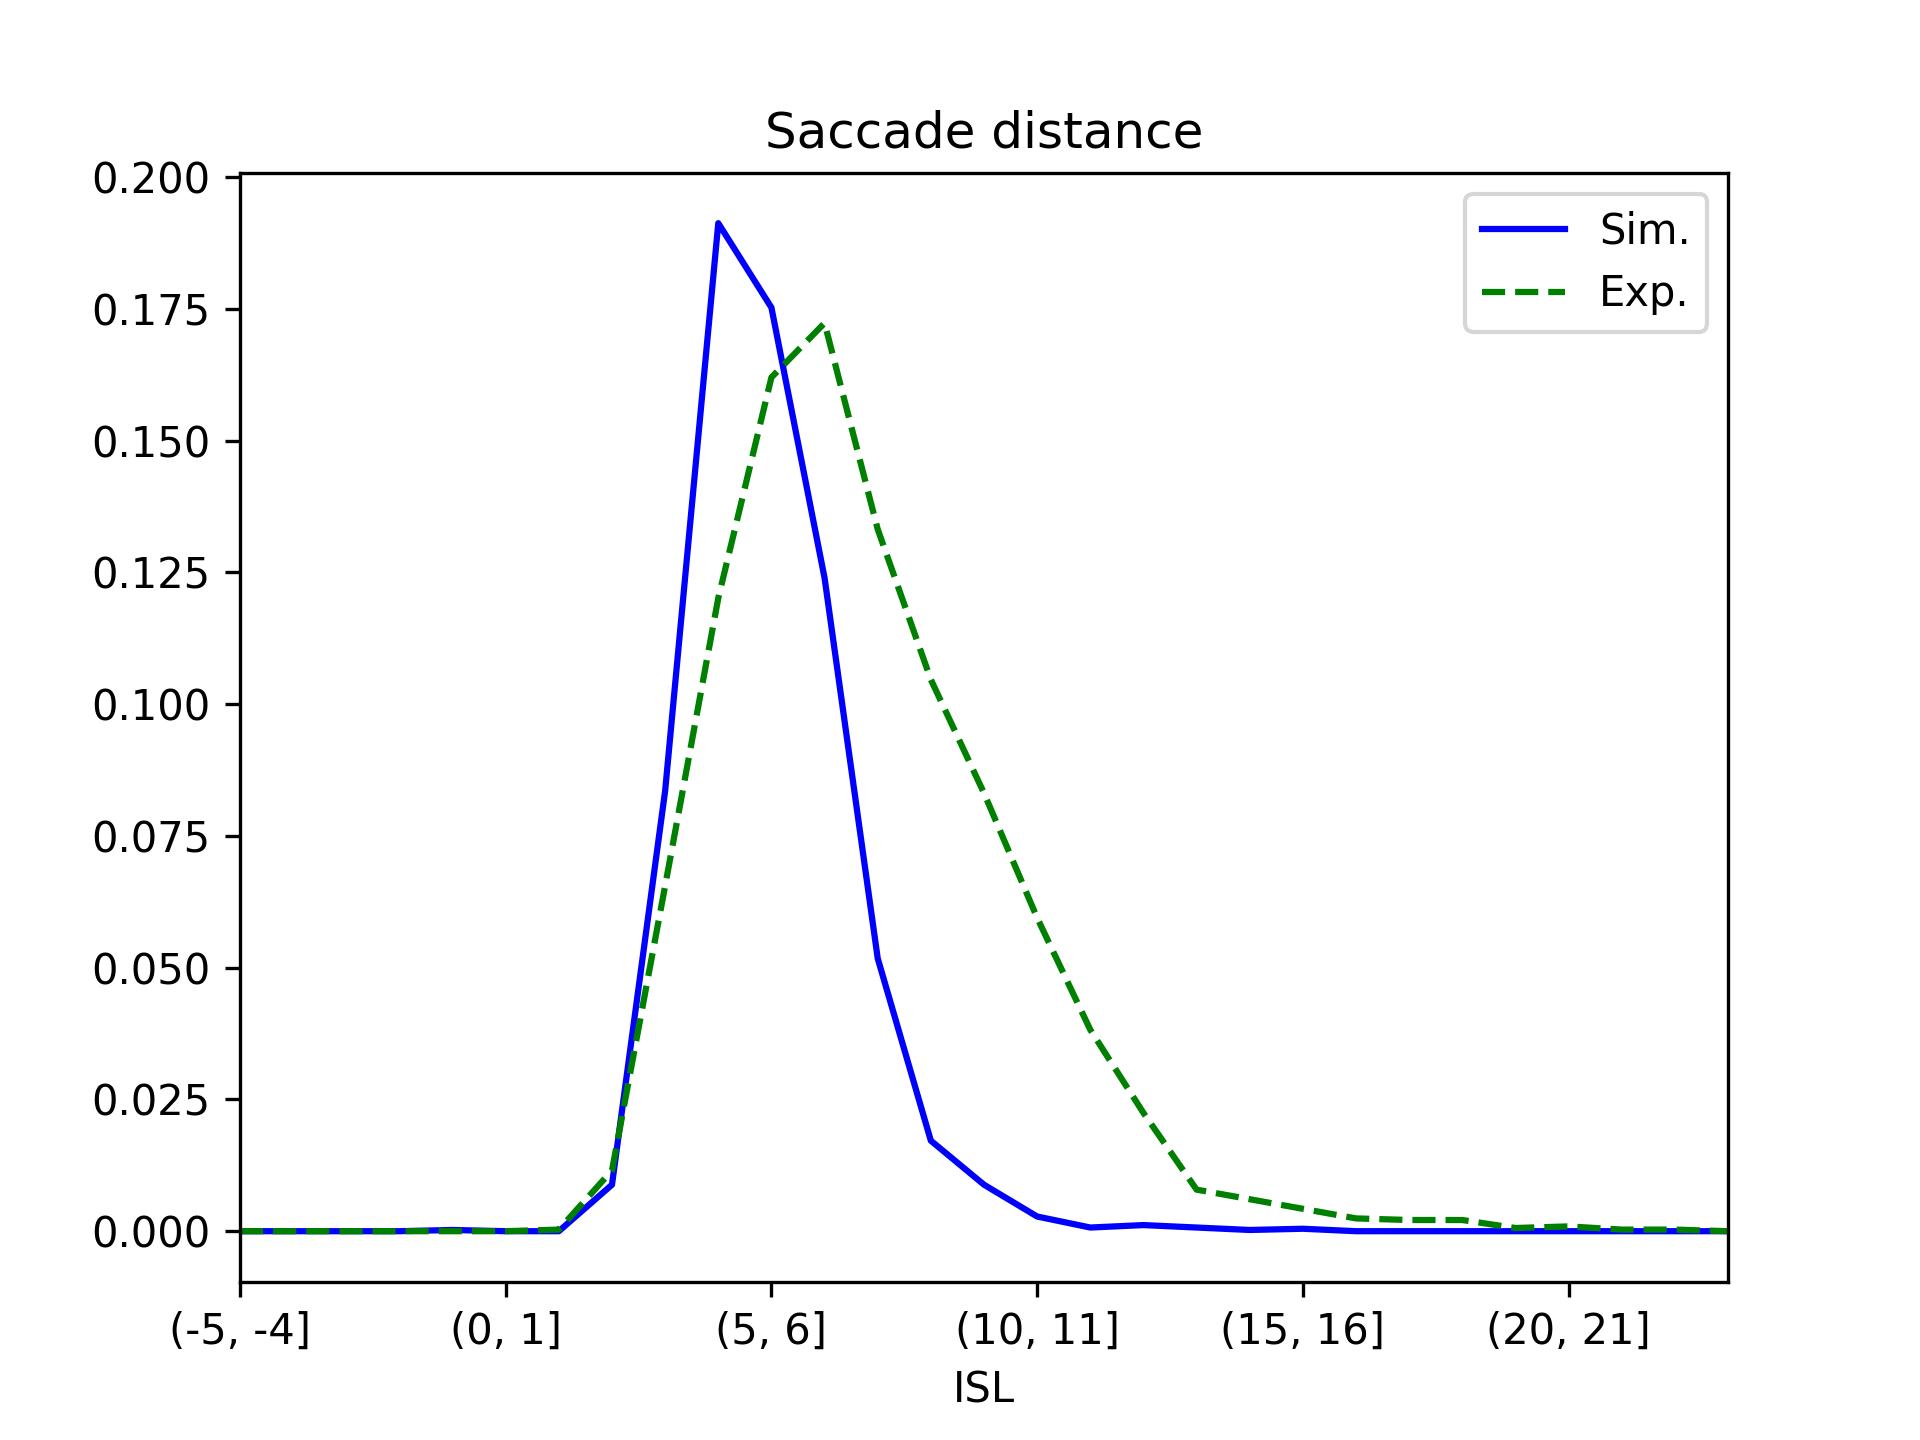 Saccade distance
0.200
0.175
0.150
0.125
0.100
0.075
0.050
0.025
0.000
Sim.
Exp.
(-5, -4] (0, 1] (5, 6] (10, 11] (15, 16] (20, 21]
ISL